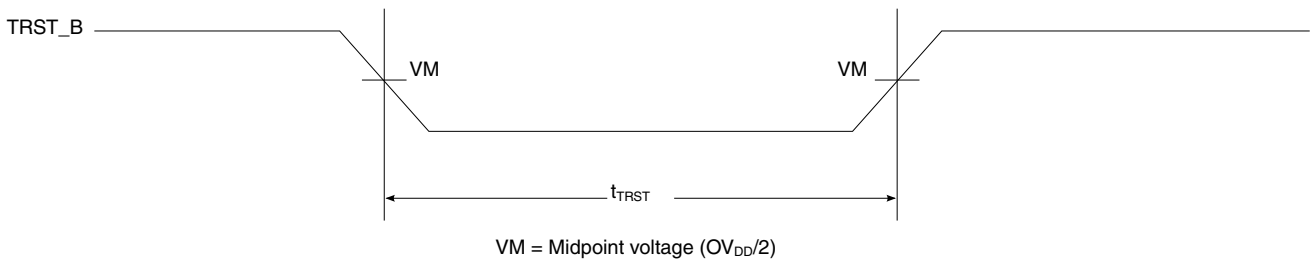 TRST_B
VM
VM
tTRST
VM = Midpoint voltage (OVDD/2)